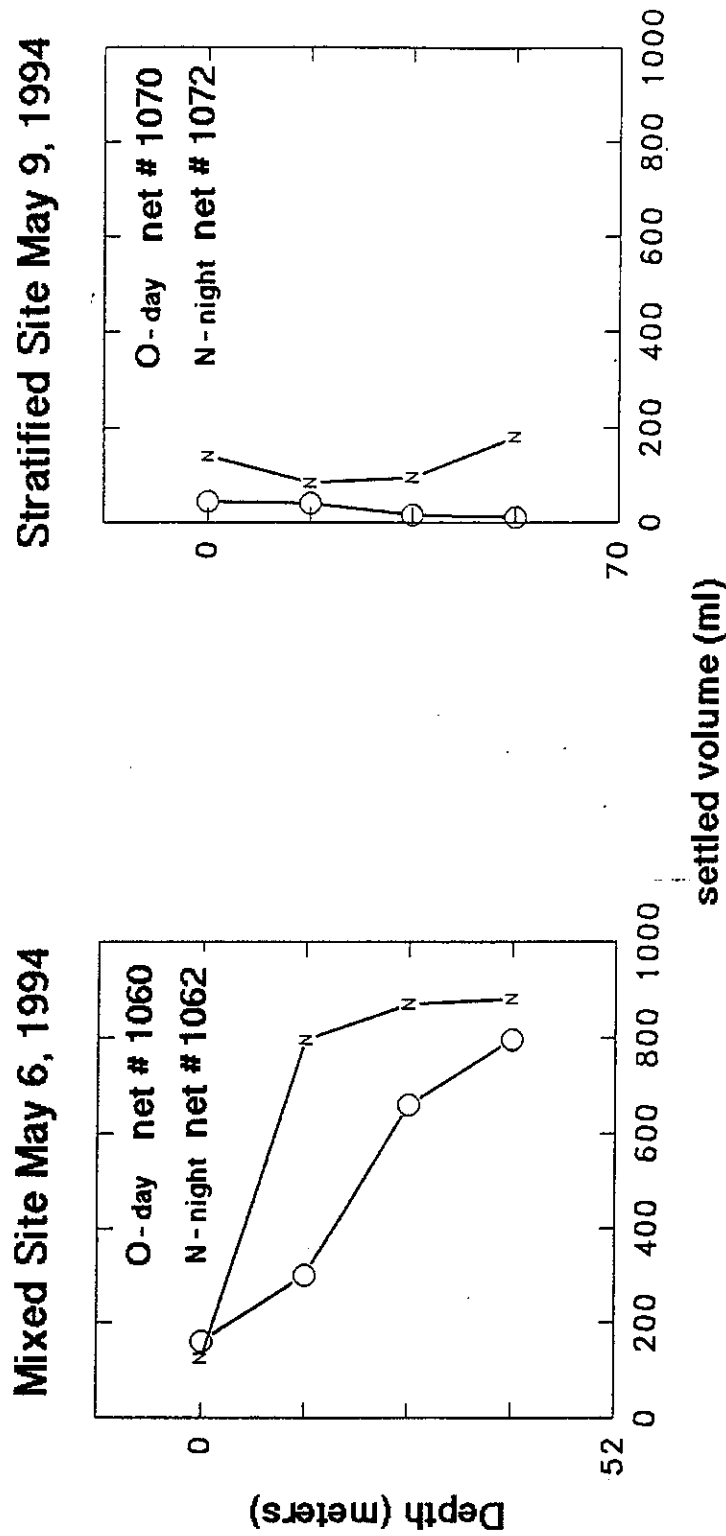 Mixed Site May 6, 1994
O-day net # 1060
N-night net # 1062
N
N
N
N
Depth (meters)
0
52
0
200
400
600
800
1000
Stratified Site May 9, 1994
O-day net # 1070
N-night net # 1072
N
N
N
N
0
70
0
200
400
600
800
1000
settled volume (ml)